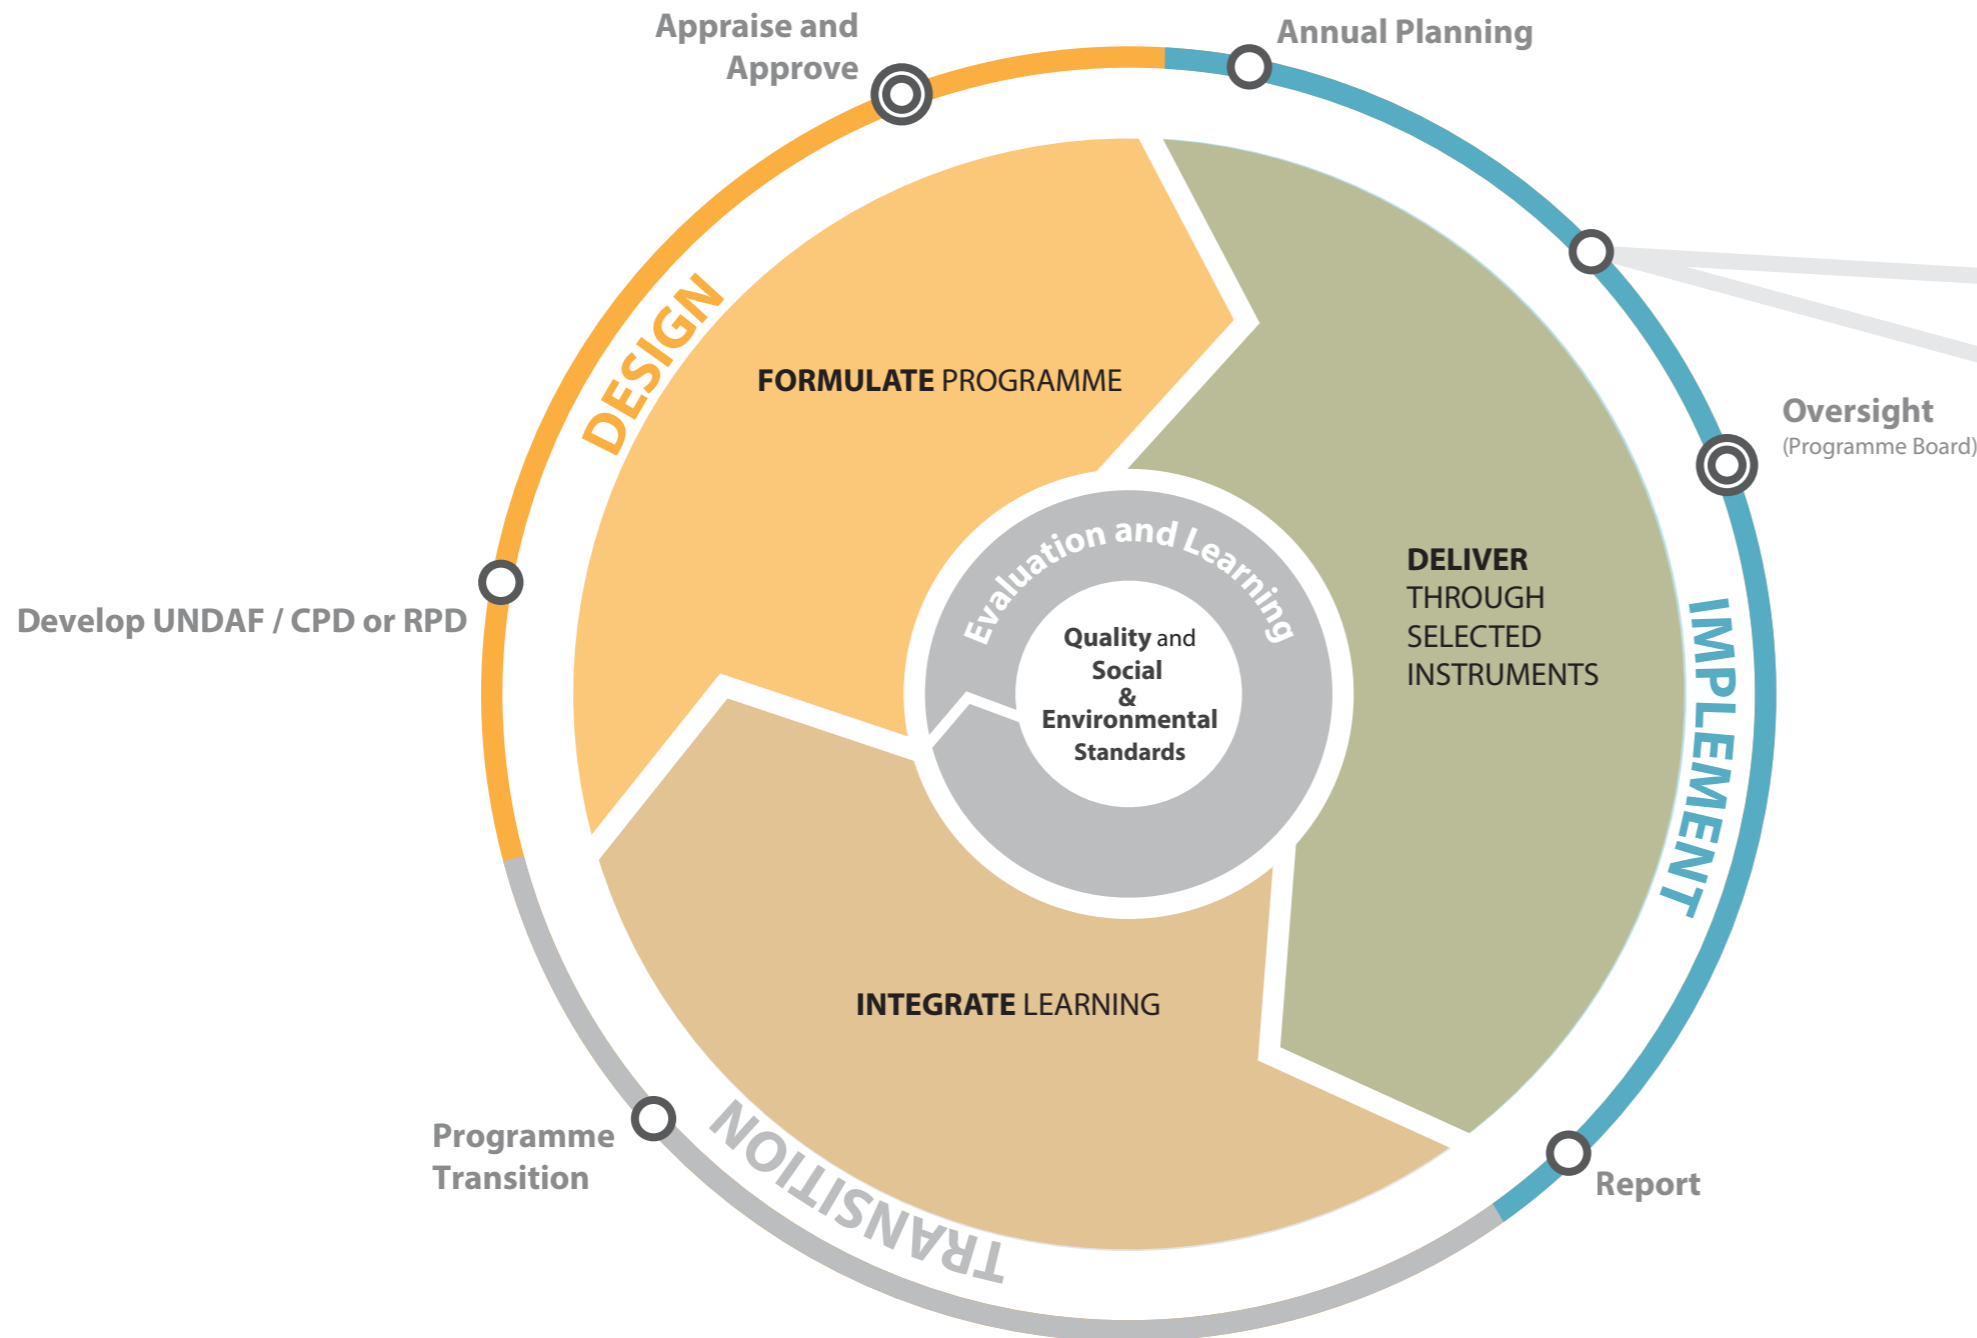 Appraise and
Approve
Annual Planning
DESIGN
FORMULATE PROGRAMME
Oversight
(Programme Board)
Evaluation and Learning
DELIVER
THROUGH
SELECTED
INSTRUMENTS
IMPLEMENT
Develop UNDAF / CPD or RPD
Quality and
Social
&
Environmental
Standards
INTEGRATE LEARNING
Programme
Transition
TRANSITION
Report